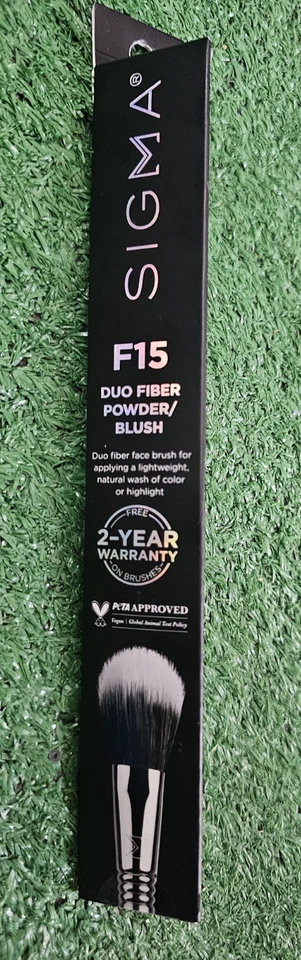 SIGMA®
F15
DUO FIBER
POWDER/
BLUSH
Duo fiber face brush for
applying a lightweight,
natural wash of color
or highlight
FREE
2-YEAR
WARRANTY
ON BRUSHES
PETA APPROVED
Vegan | Global Animal Test Policy